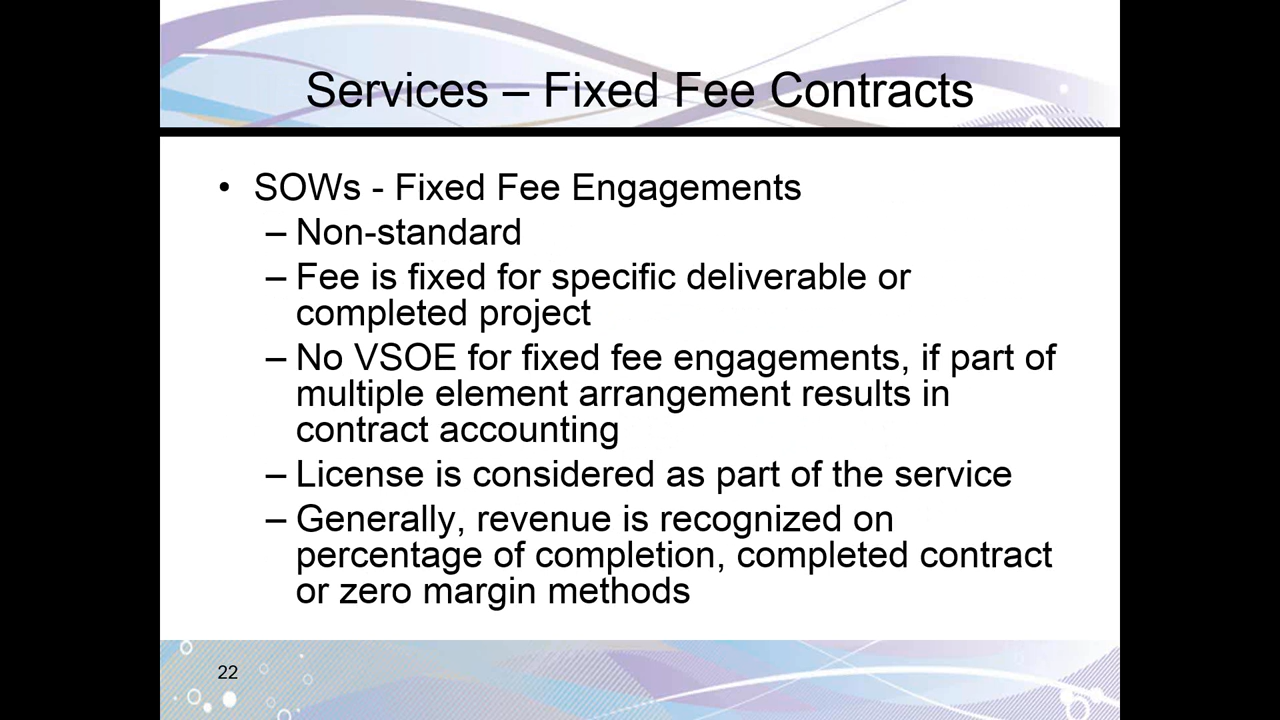 Services – Fixed Fee Contracts
• SOWs - Fixed Fee Engagements
– Non-standard
– Fee is fixed for specific deliverable or
completed project
– No VSOE for fixed fee engagements, if part of
multiple element arrangement results in
contract accounting
– License is considered as part of the service
– Generally, revenue is recognized on
percentage of completion, completed contract
or zero margin methods
22